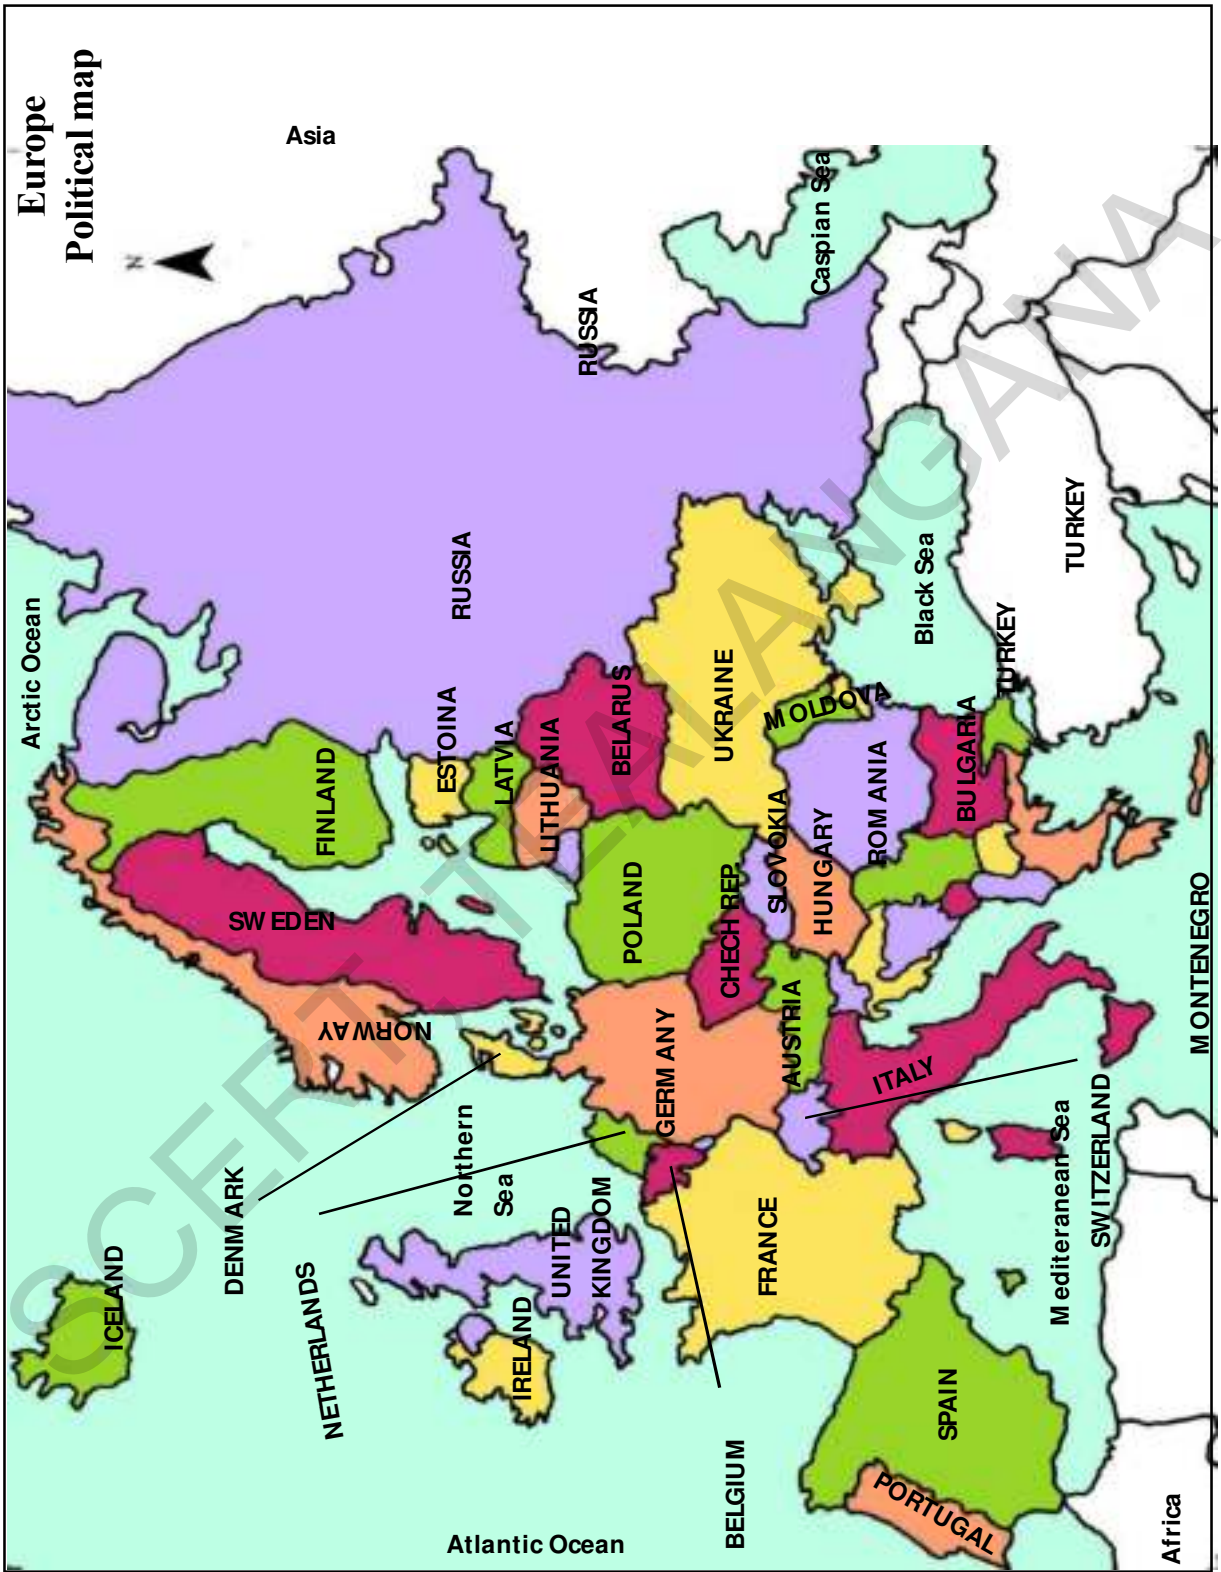 Europe
Political map
N
Asia
Arctic Ocean
RUSSIA
RUSSIA
Caspian Sea
FINLAND
ESTOINA
LATVIA
LITHUANIA
BELARUS
UKRAINE
MOLDOVA
Black Sea
TURKEY
TURKEY
SWEDEN
NORWAY
POLAND
CHECH REP.
SLOVOKIA
HUNGARY
ROMANIA
BULGARIA
GERMANY
AUSTRIA
ITALY
MONTENEGRO
ICELAND
DENMARK
NETHERLANDS
Northern
Sea
UNITED
KINGDOM
IRELAND
BELGIUM
FRANCE
Mediteranean Sea
SWITZERLAND
SPAIN
PORTUGAL
Atlantic Ocean
Africa
SCERT, TEALANGANA